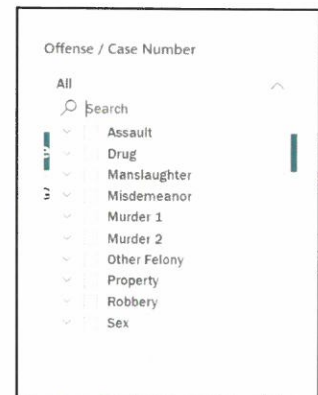 Offense / Case Number
All
Search
Assault
Drug
Manslaughter
Misdemeanor
Murder 1
Murder 2
Other Felony
Property
Robbery
Sex